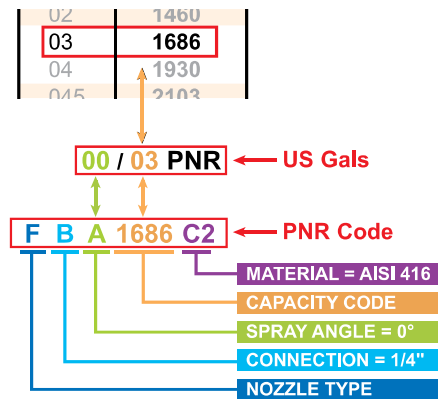 02 1460
03 1686
04 1930
045 2103
00 / 03 PNR US Gals
F B A 1686 C2 PNR Code
MATERIAL = AISI 416
CAPACITY CODE
SPRAY ANGLE = 0°
CONNECTION = 1/4"
NOZZLE TYPE